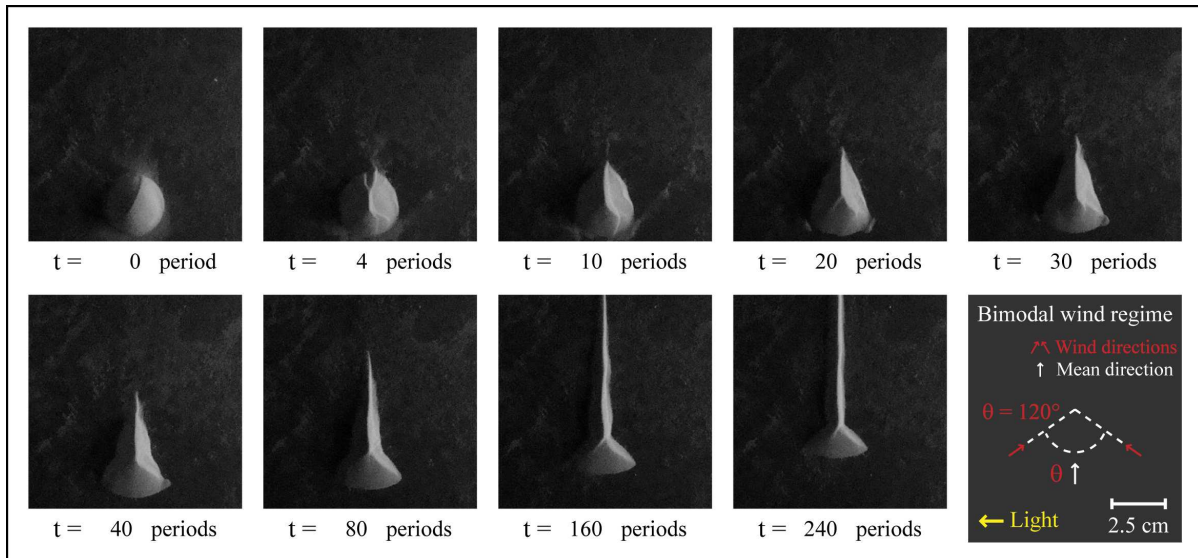 t = 0 period
t = 4 periods
t = 10 periods
t = 20 periods
t = 30 periods
t = 40 periods
t = 80 periods
t = 160 periods
t = 240 periods
Bimodal wind regime
Wind directions
↑ Mean direction
θ = 120°
θ
← Light
2.5 cm